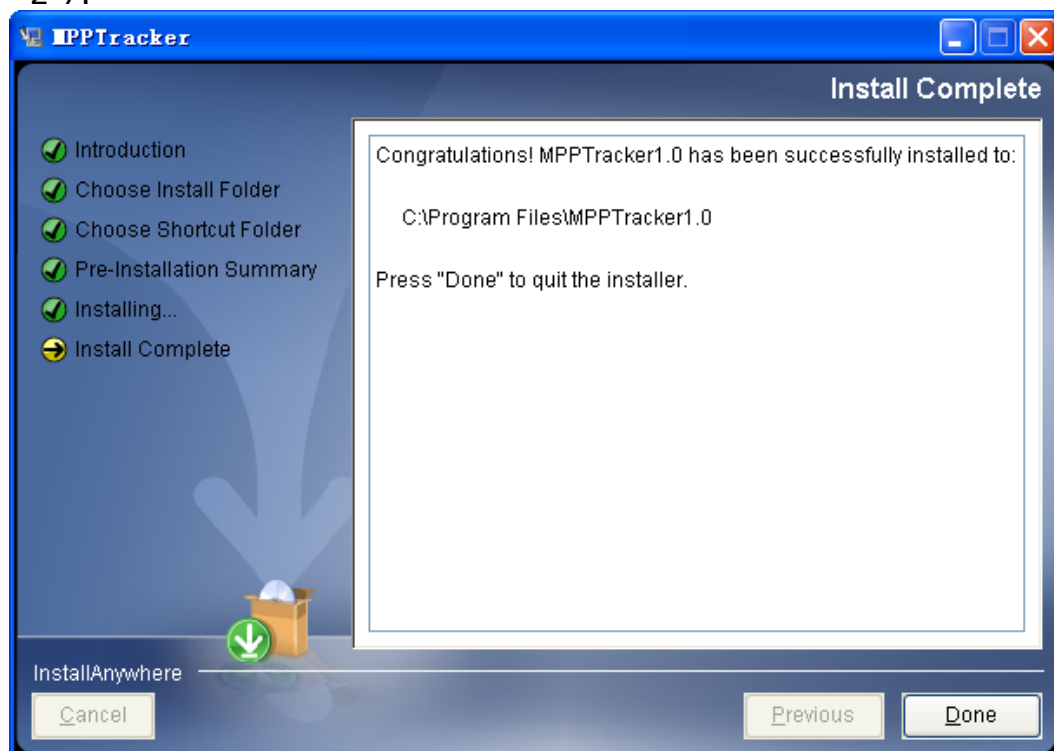 MPPTracker
Install Complete
Introduction
Choose Install Folder
Choose Shortcut Folder
Pre-Installation Summary
Installing...
Install Complete
Congratulations! MPPTracker1.0 has been successfully installed to:
C:\Program Files\MPPTracker1.0
Press "Done" to quit the installer.
InstallAnywhere
Cancel
Previous
Done